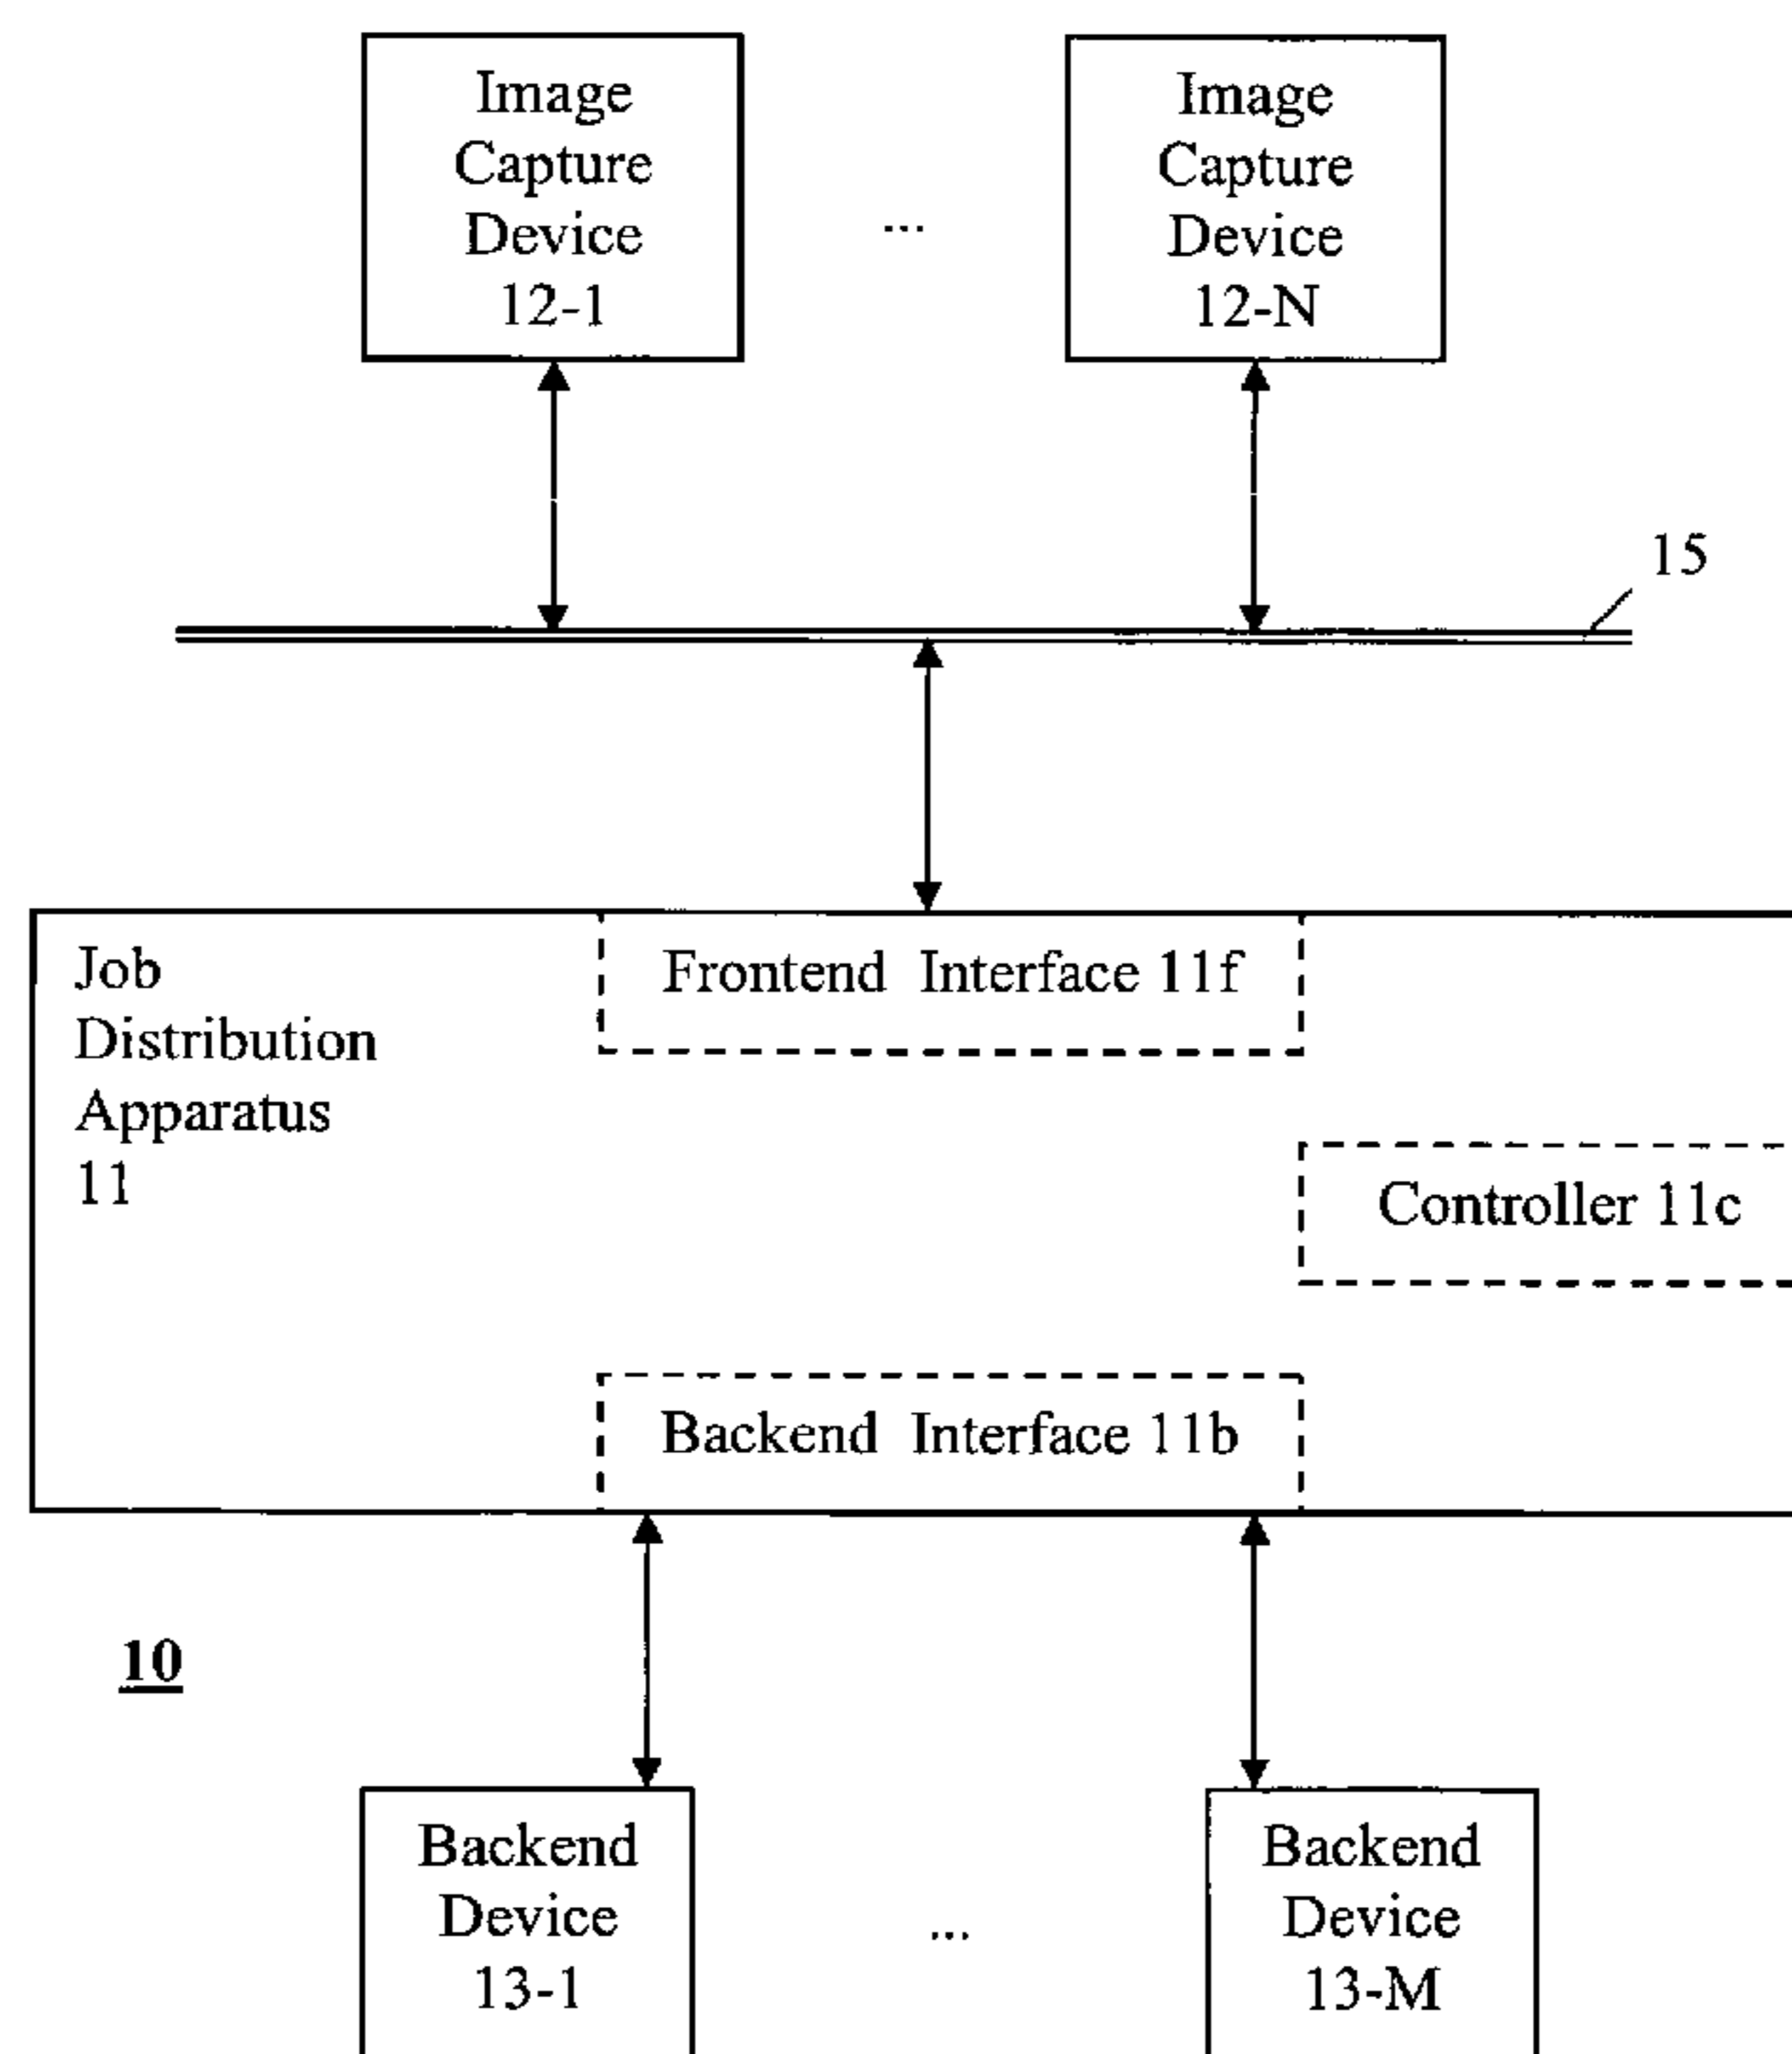 Image
Capture
Device
12-1
...
Image
Capture
Device
12-N
15
Job
Distribution
Apparatus
11
Frontend Interface 11f
Controller 11c
Backend Interface 11b
10
Backend
Device
13-1
...
Backend
Device
13-M